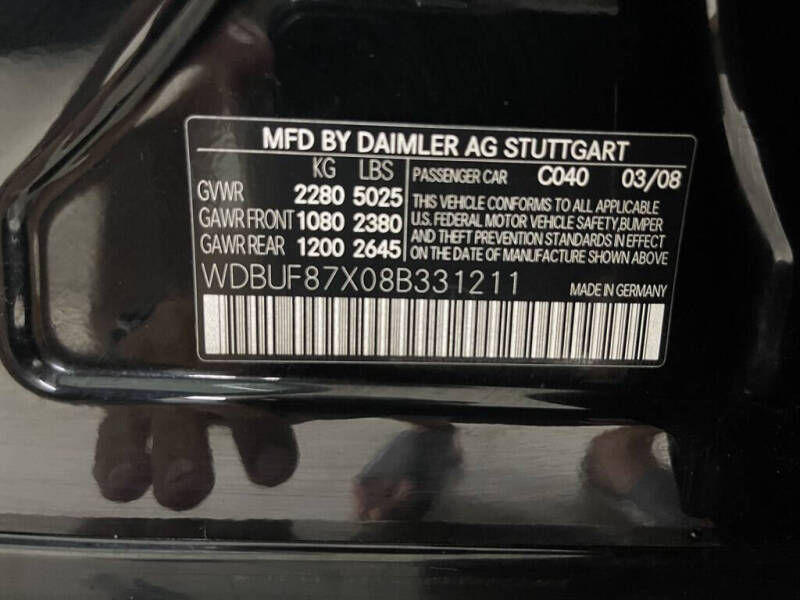 MFD BY DAIMLER AG STUTTGART
KG LBS
GVWR 2280 5025
GAWR FRONT 1080 2380
GAWR REAR 1200 2645
PASSENGER CAR C040 03/08
THIS VEHICLE CONFORMS TO ALL APPLICABLE
U.S. FEDERAL MOTOR VEHICLE SAFETY, BUMPER
AND THEFT PREVENTION STANDARDS IN EFFECT
ON THE DATE OF MANUFACTURE SHOWN ABOVE
WDBUF87X08B331211
MADE IN GERMANY